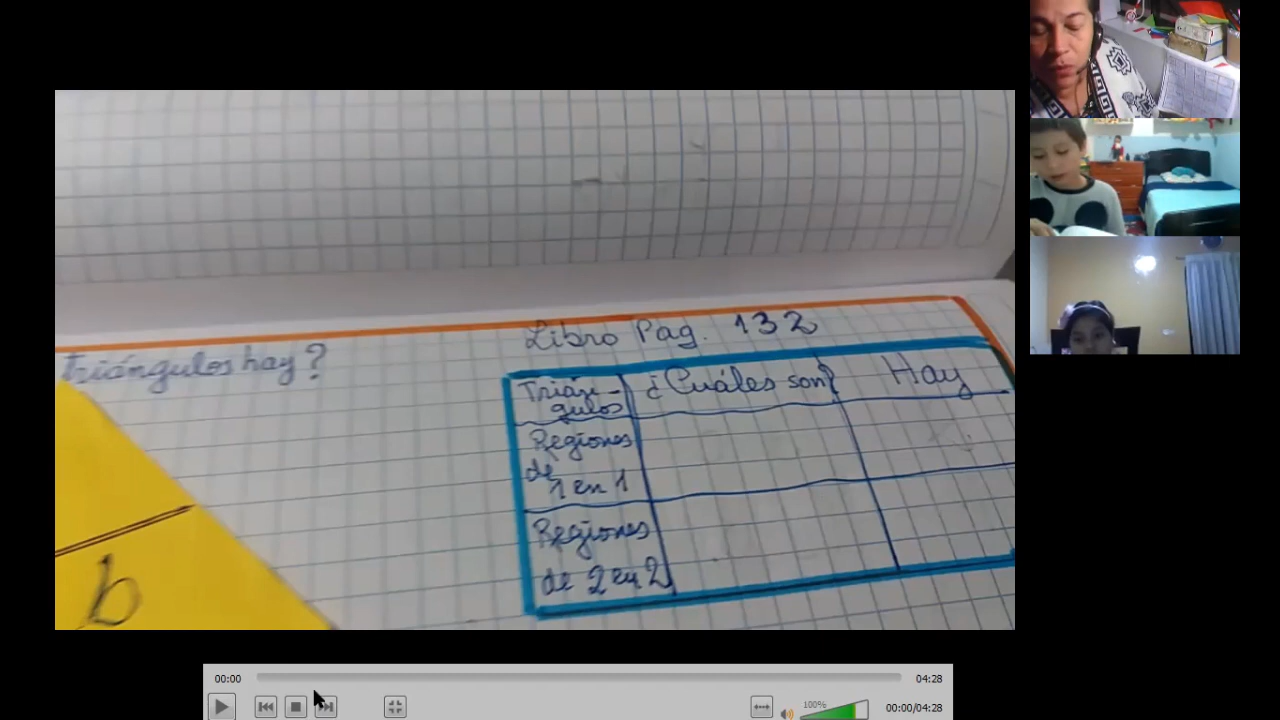 Triángulos hay?
Libro Pag. 132
Trián-
gulos
¿Cuáles son?
Hay
Regiones
de
1 en 1
Regiones
de 2 en 2
b
00:00
04:28
100%
00:00/04:28